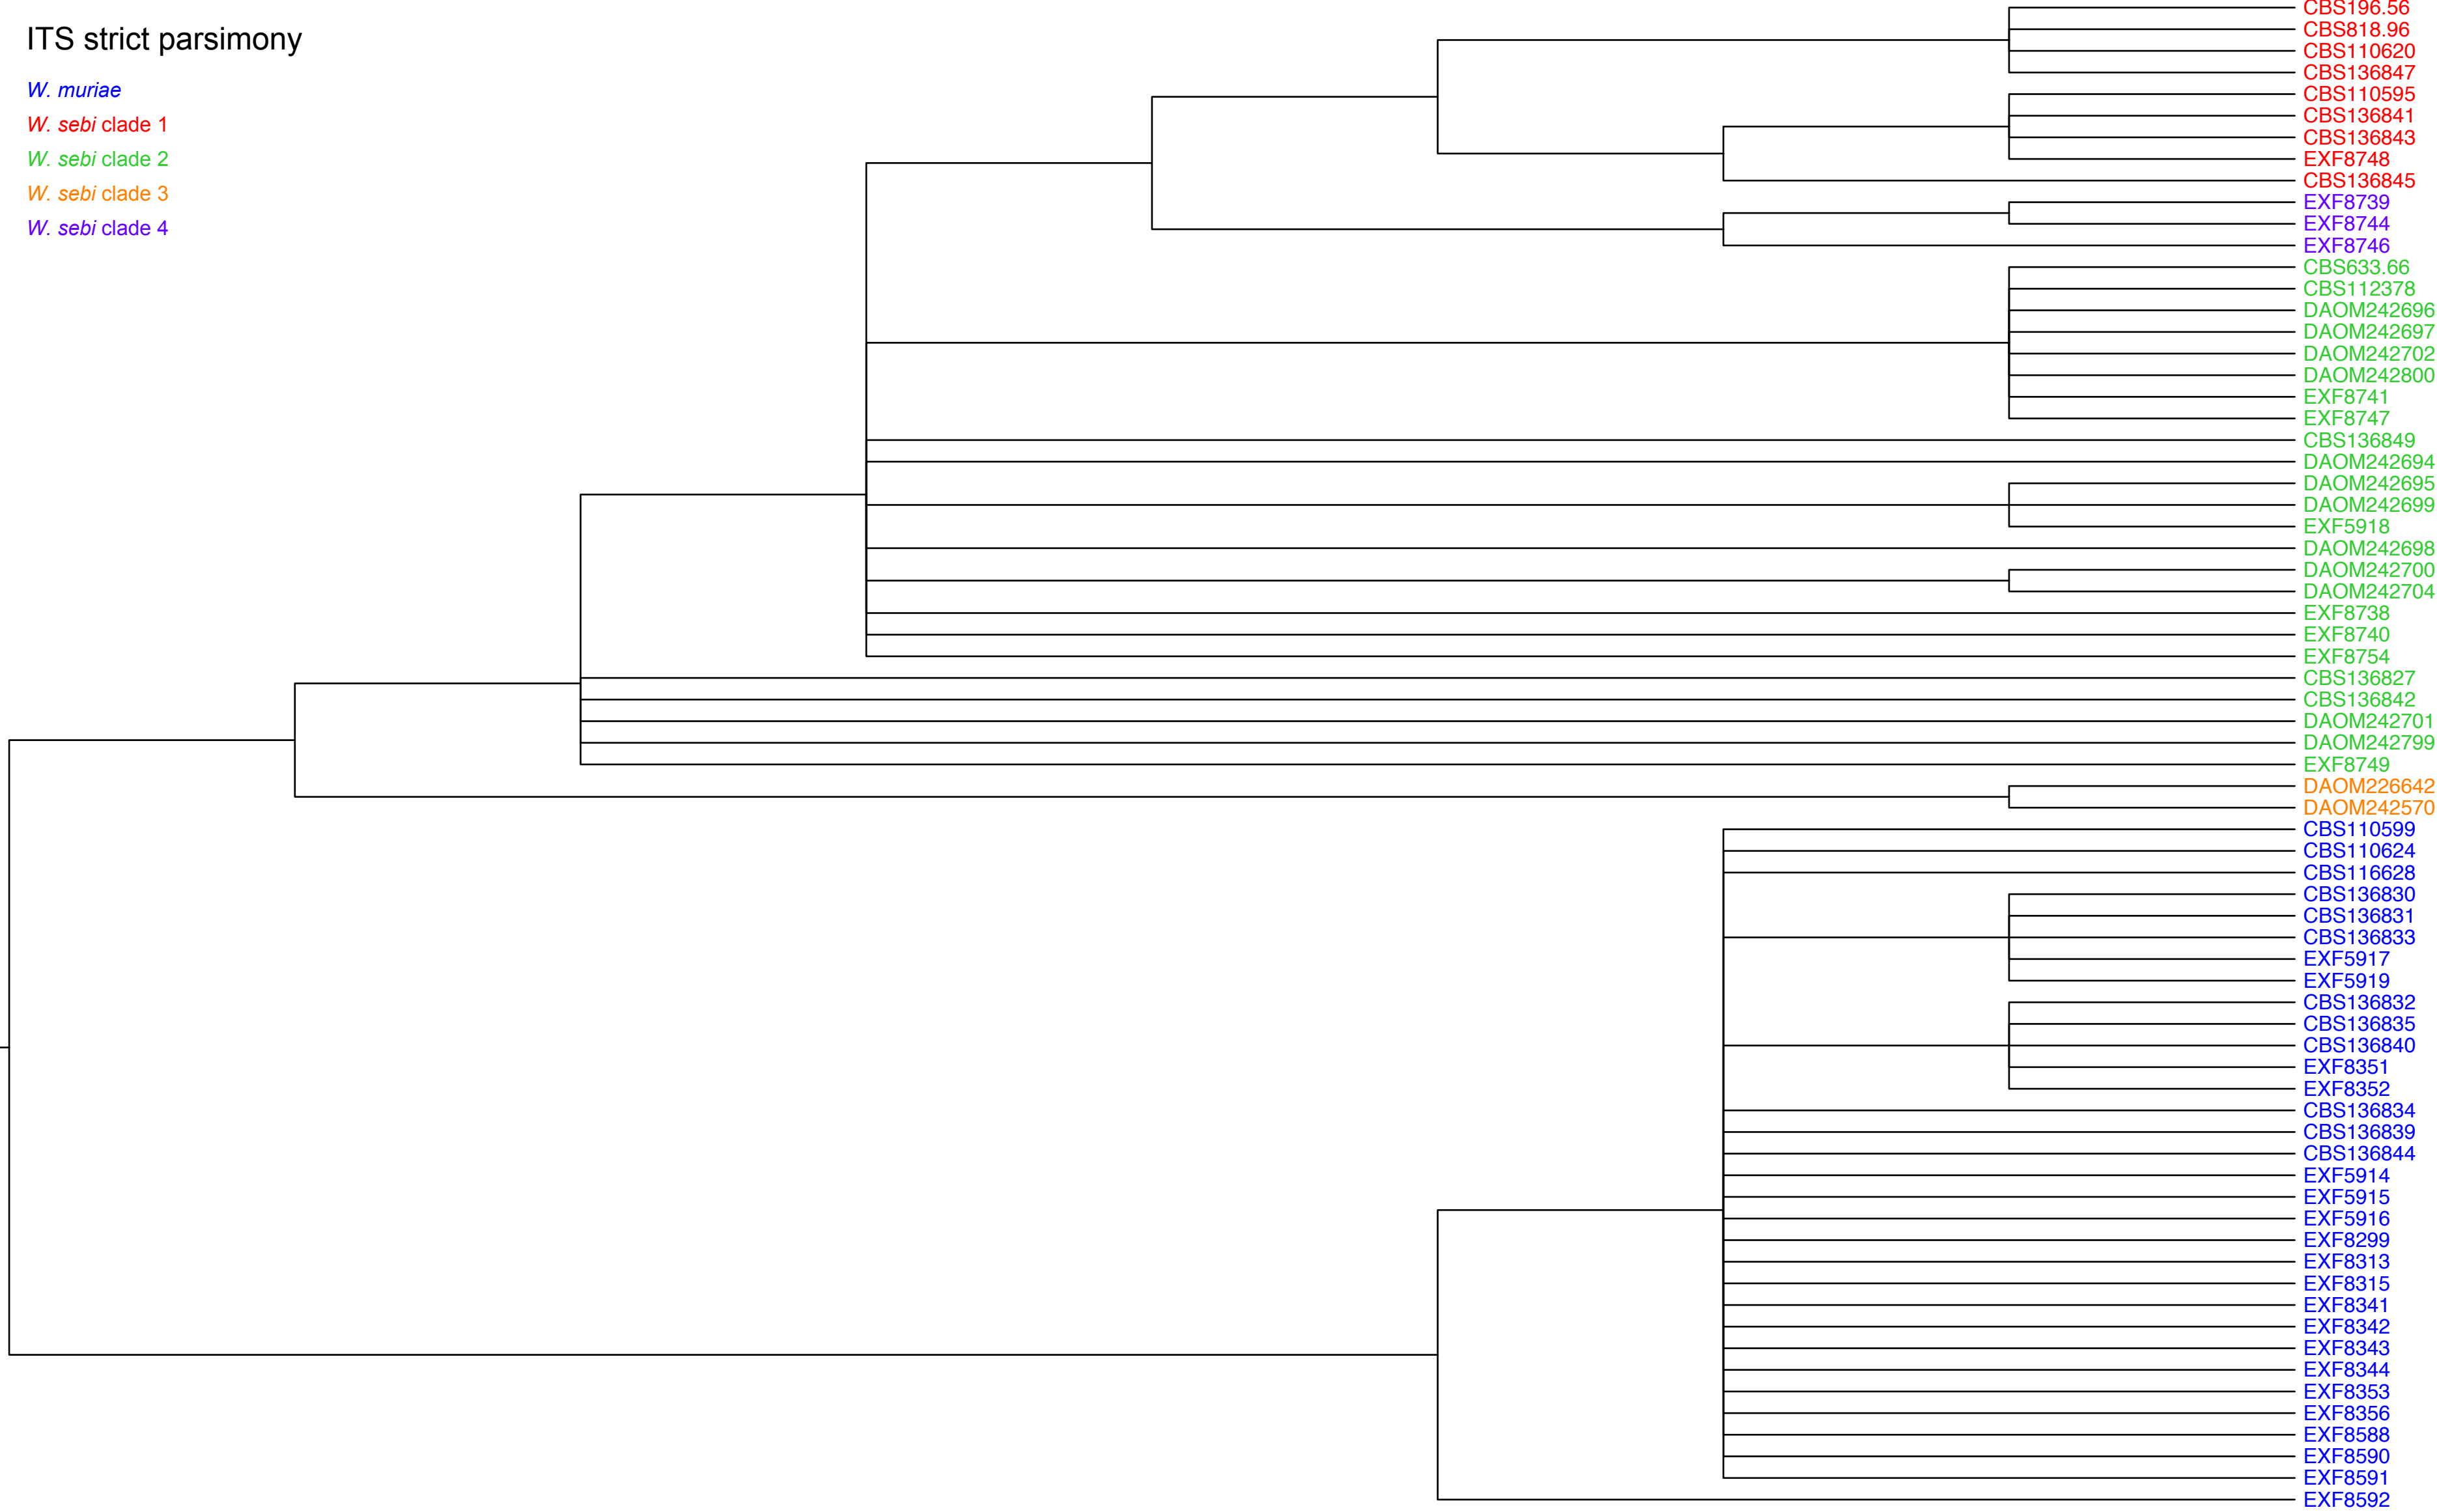 ITS strict parsimony
W. muriae
W. sebi clade 1
W. sebi clade 2
W. sebi clade 3
W. sebi clade 4
CBS196.56
CBS818.96
CBS110620
CBS136847
CBS110595
CBS136841
CBS136843
EXF8748
CBS136845
EXF8739
EXF8744
EXF8746
CBS633.66
CBS112378
DAOM242696
DAOM242697
DAOM242702
DAOM242800
EXF8741
EXF8747
CBS136849
DAOM242694
DAOM242695
DAOM242699
EXF5918
DAOM242698
DAOM242700
DAOM242704
EXF8738
EXF8740
EXF8754
CBS136827
CBS136842
DAOM242701
DAOM242799
EXF8749
DAOM226642
DAOM242570
CBS110599
CBS110624
CBS116628
CBS136830
CBS136831
CBS136833
EXF5917
EXF5919
CBS136832
CBS136835
CBS136840
EXF8351
EXF8352
CBS136834
CBS136839
CBS136844
EXF5914
EXF5915
EXF5916
EXF8299
EXF8313
EXF8315
EXF8341
EXF8342
EXF8343
EXF8344
EXF8353
EXF8356
EXF8588
EXF8590
EXF8591
EXF8592